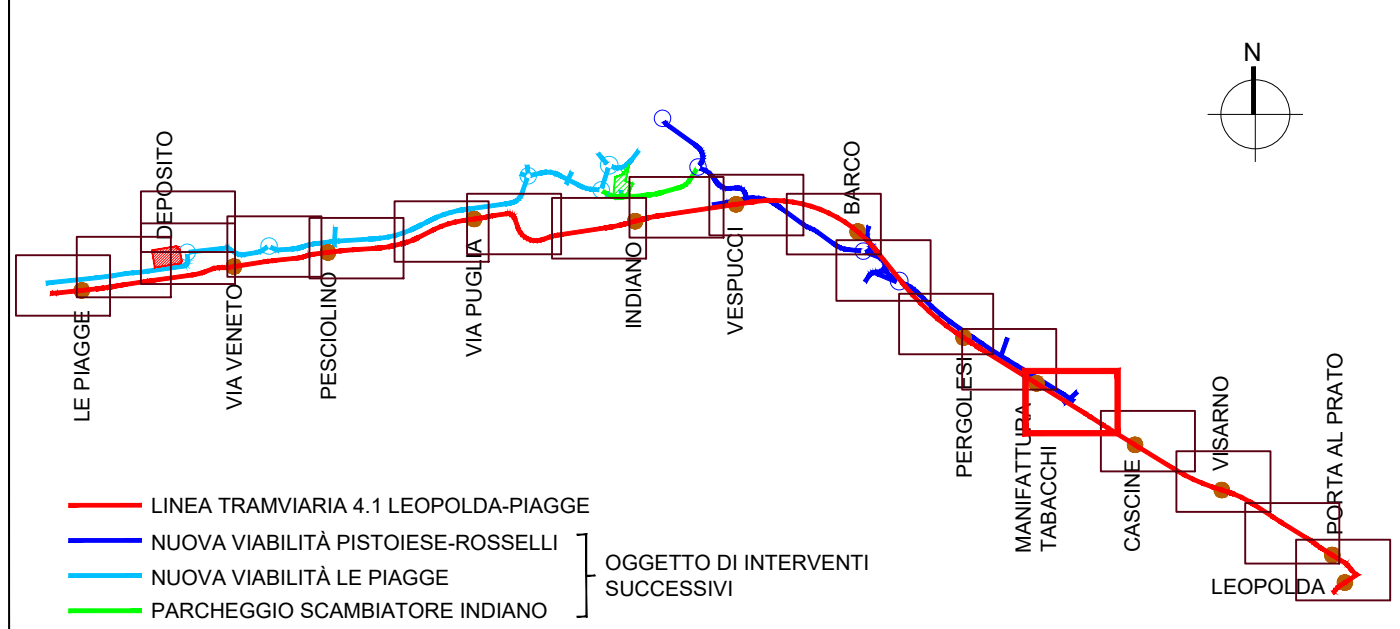 N
DEPOSITO
BARCO
LE PIAGGE
VIA VENETO
PESCIOLINO
VIA PUGLIA
INDIANO
VESPUCCI
PERGOLESI
MANIFATTURA
TABACCHI
CASCINE
VISARNO
PORTA AL PRATO
LEOPOLDA
LINEA TRAMVIARIA 4.1 LEOPOLDA-PIAGGE
NUOVA VIABILITÀ PISTOIESE-ROSSELLI
NUOVA VIABILITÀ LE PIAGGE
PARCHEGGIO SCAMBIATORE INDIANO
OGGETTO DI INTERVENTI
SUCCESSIVI